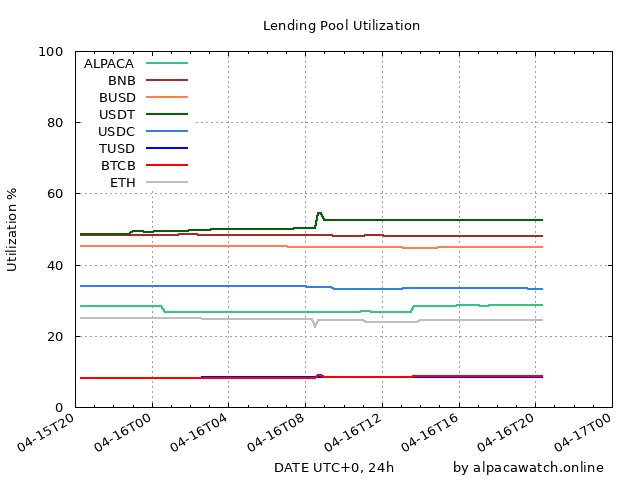 Lending Pool Utilization
100
80
60
40
20
0
Utilization %
ALPACA
BNB
BUSD
USDT
USDC
TUSD
BTCB
ETH
04-15T20
04-16T00
04-16T04
04-16T08
04-16T12
04-16T16
04-16T20
04-17T00
DATE UTC+0, 24h
by alpacawatch.online